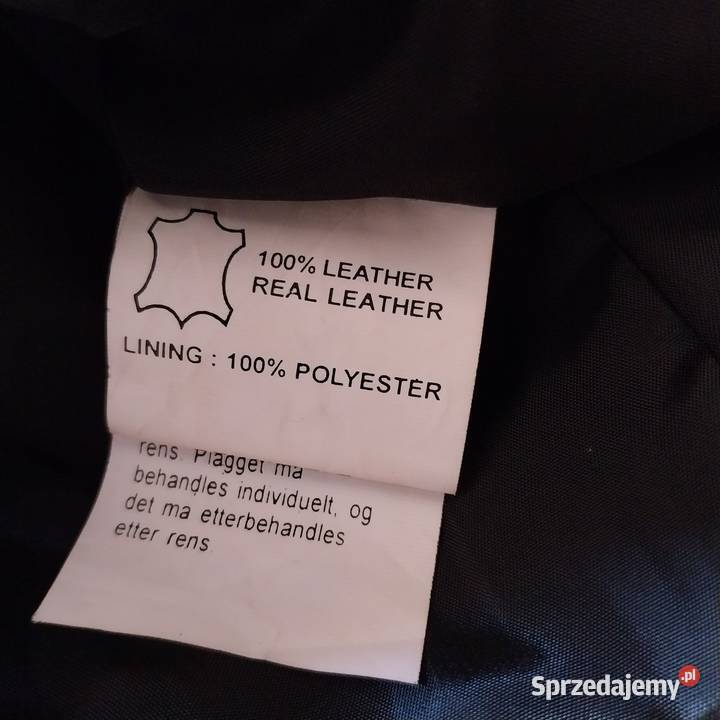 100% LEATHER
REAL LEATHER
LINING : 100% POLYESTER
rens. Plagget ma
behandles individuelt, og
det ma etterbehandles
etter rens
Sprzedajemy.pl